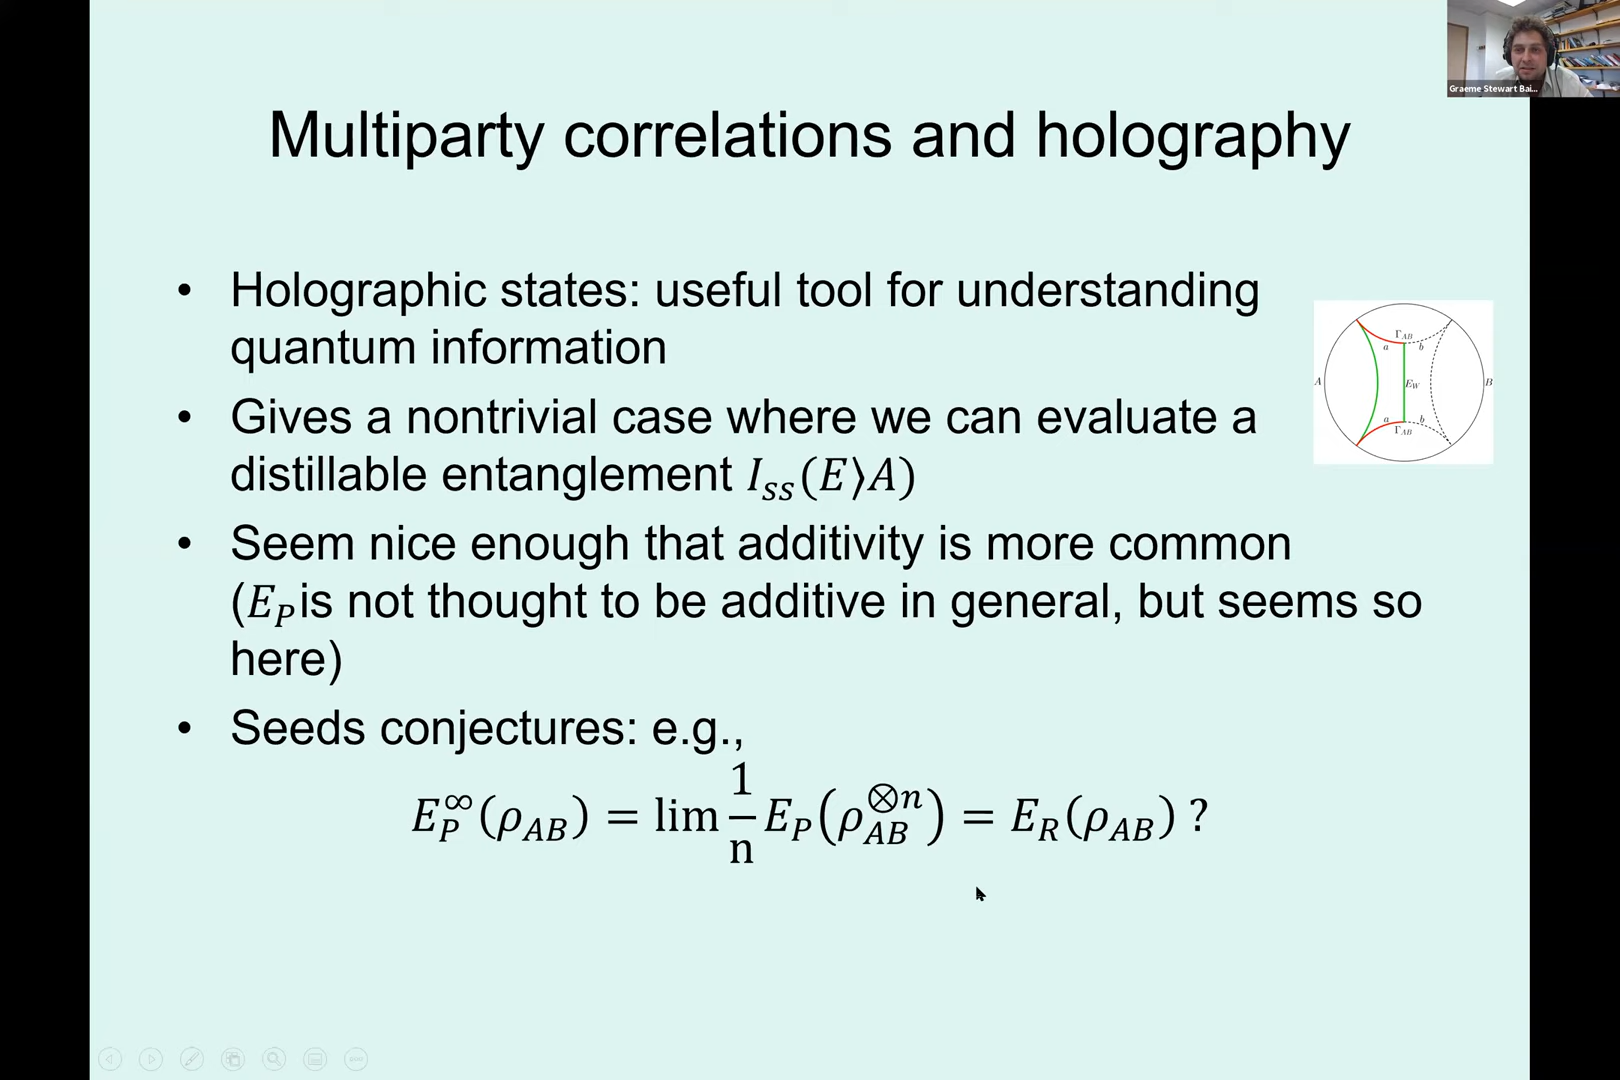 Graeme Stewart Bai...
Multiparty correlations and holography
• Holographic states: useful tool for understanding
quantum information
• Gives a nontrivial case where we can evaluate a
distillable entanglement I_{ss}(E⟩A)
• Seem nice enough that additivity is more common
(E_P is not thought to be additive in general, but seems so
here)
• Seeds conjectures: e.g.,
E_P^∞(ρ_{AB}) = lim 1/n E_P(ρ_{AB}^{⊗n}) = E_R(ρ_{AB}) ?
Γ_{AB}
a b
A E_W B
a b
Γ_{AB}